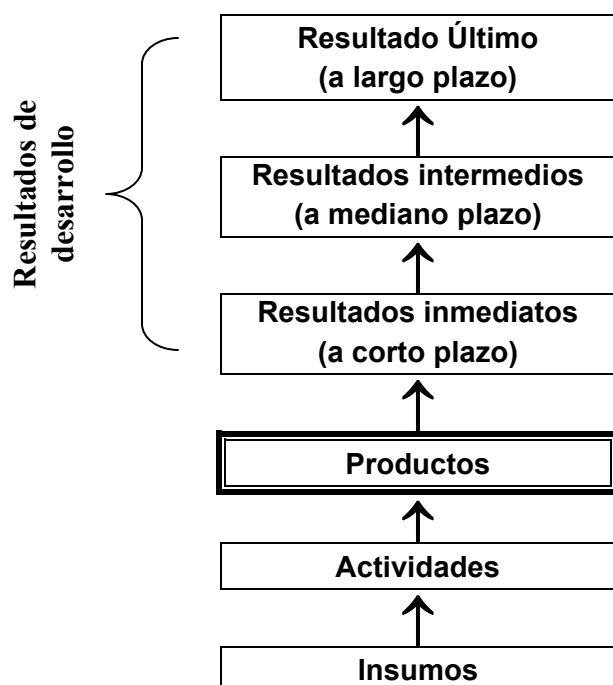 Resultados de
desarrollo
Resultado Último
(a largo plazo)
Resultados intermedios
(a mediano plazo)
Resultados inmediatos
(a corto plazo)
Productos
Actividades
Insumos